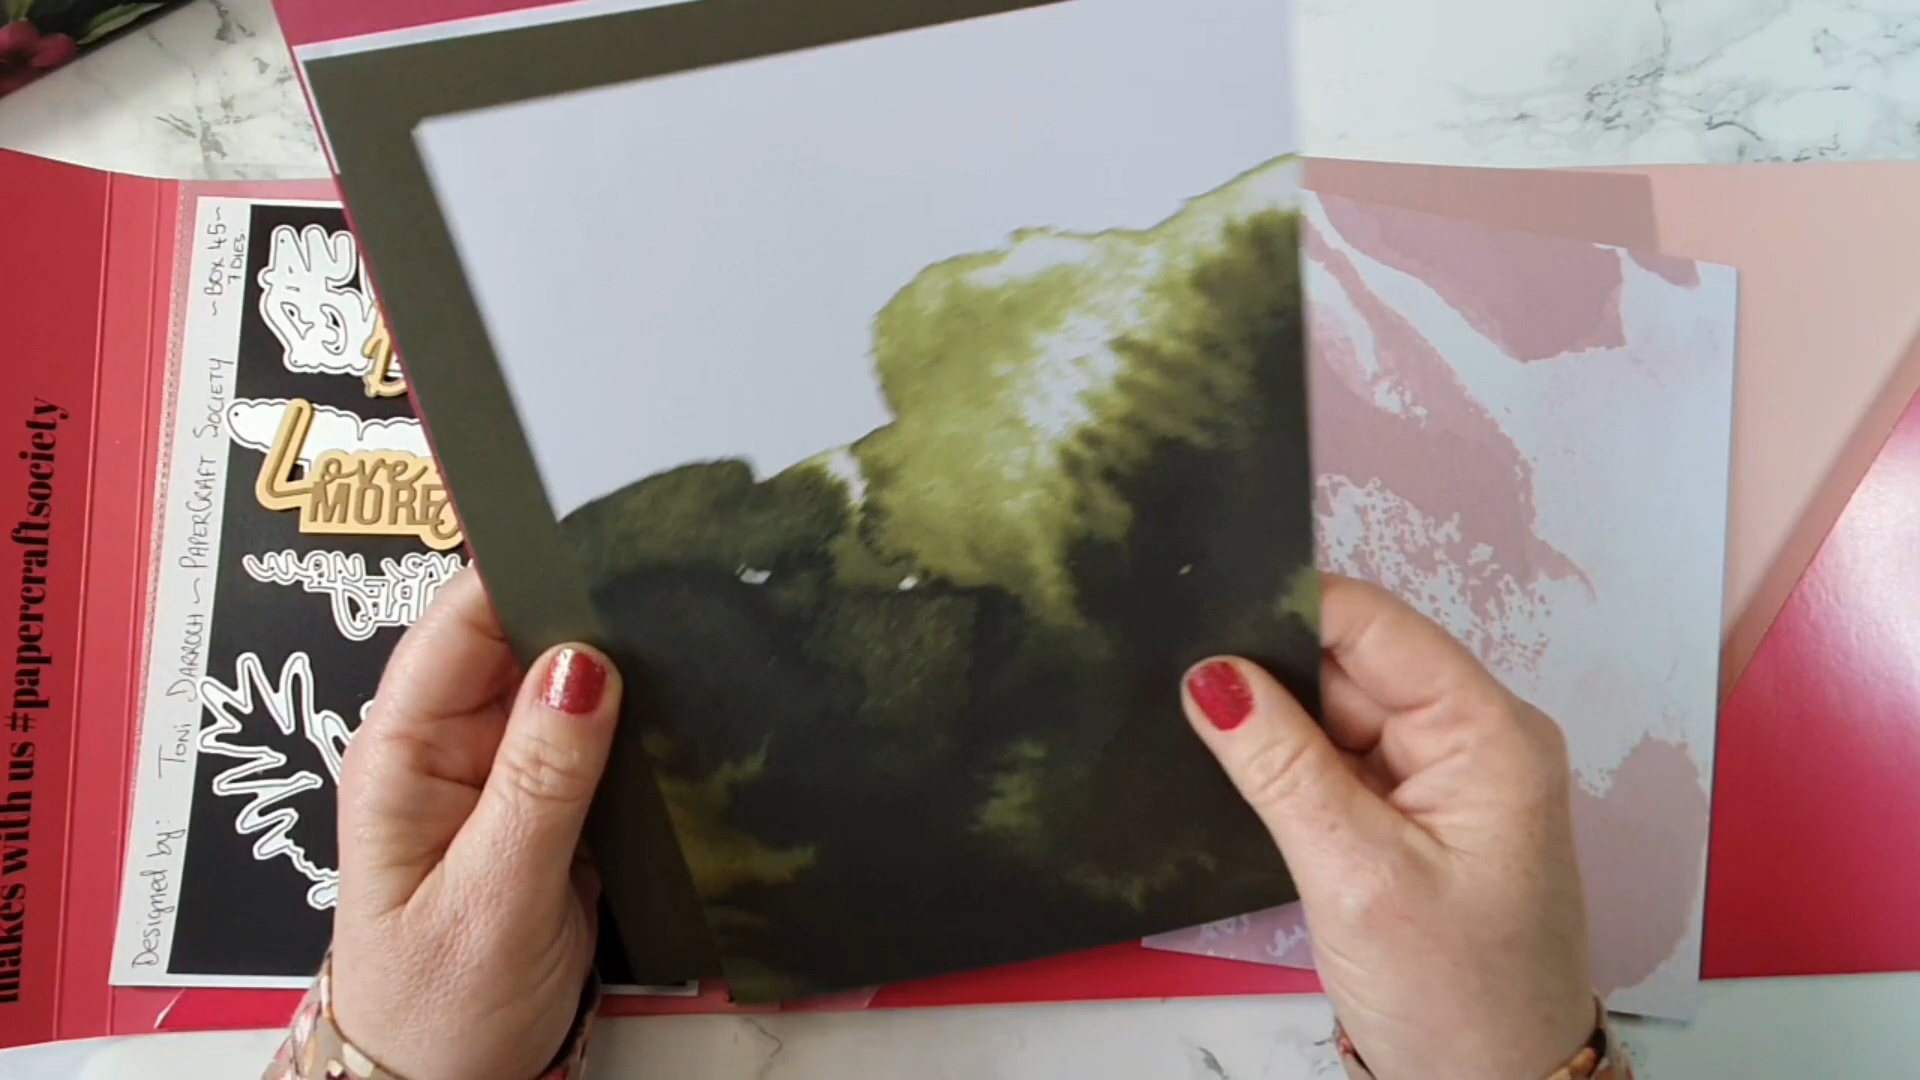 makes with us #papercraftsociety
Designed by: Toni Darroch ~ PaperCraft Society ~ Box 45 ~
7 Dies.
Love
MORE